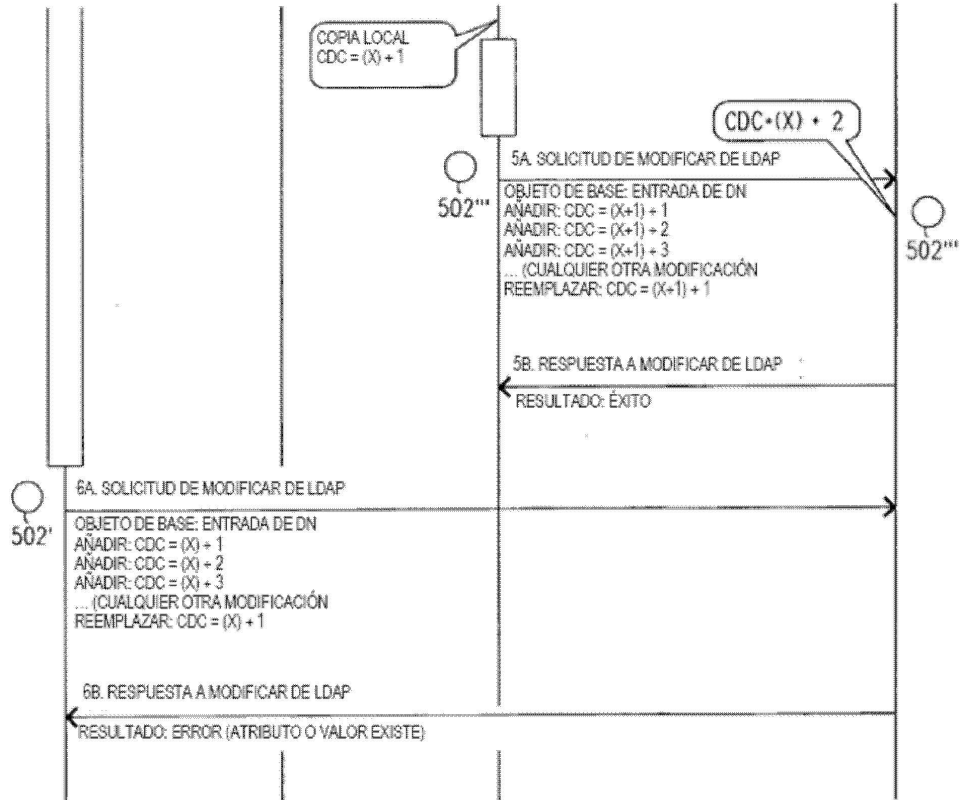 COPIA LOCAL
CDC = (X) + 1
CDC•(X) • 2
5A. SOLICITUD DE MODIFICAR DE LDAP
502''''
OBJETO DE BASE: ENTRADA DE DN
AÑADIR: CDC = (X+1) + 1
AÑADIR: CDC = (X+1) + 2
AÑADIR: CDC = (X+1) + 3
... (CUALQUIER OTRA MODIFICACIÓN
REEMPLAZAR: CDC = (X+1) + 1
502'''
5B. RESPUESTA A MODIFICAR DE LDAP
RESULTADO: ÉXITO
6A. SOLICITUD DE MODIFICAR DE LDAP
502'
OBJETO DE BASE: ENTRADA DE DN
AÑADIR: CDC = (X) + 1
AÑADIR: CDC = (X) + 2
AÑADIR: CDC = (X) + 3
... (CUALQUIER OTRA MODIFICACIÓN
REEMPLAZAR: CDC = (X) + 1
6B. RESPUESTA A MODIFICAR DE LDAP
RESULTADO: ERROR (ATRIBUTO O VALOR EXISTE)